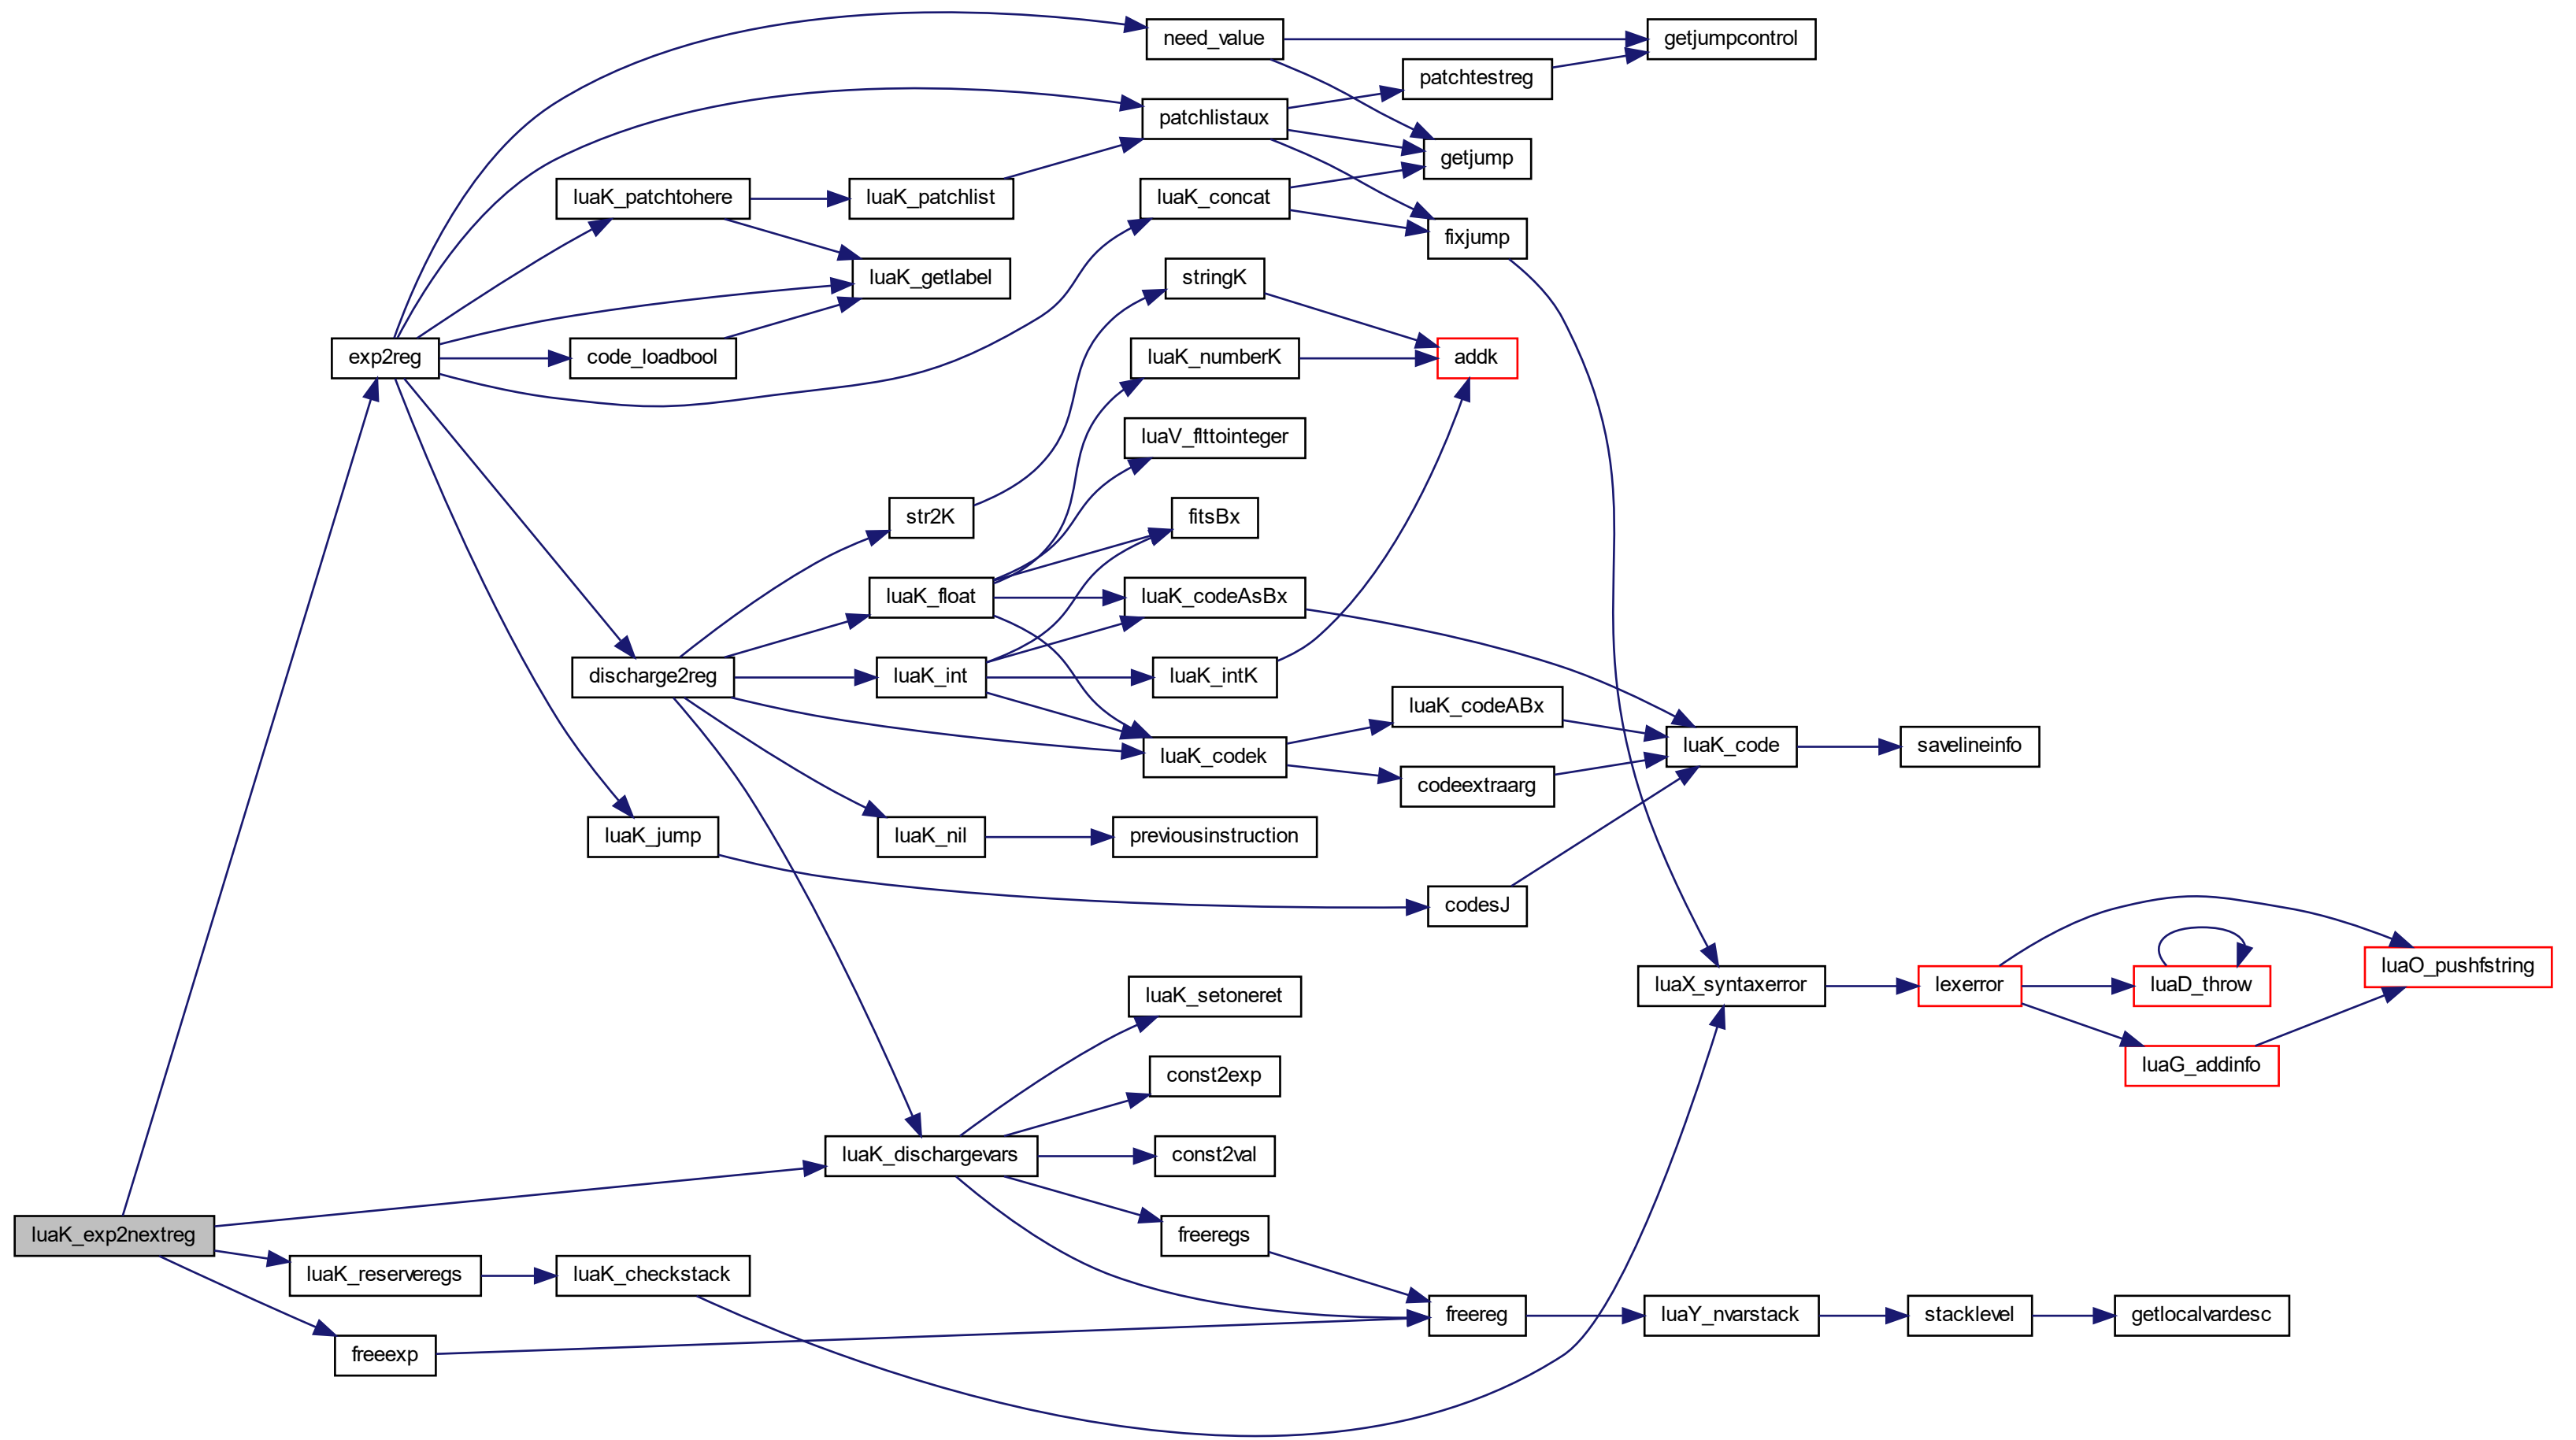 need_value
getjumpcontrol
patchtestreg
patchlistaux
getjump
luaK_patchtohere
luaK_patchlist
luaK_concat
fixjump
luaK_getlabel
stringK
exp2reg
code_loadbool
luaK_numberK
addk
luaV_flttointeger
str2K
fitsBx
luaK_float
luaK_codeAsBx
discharge2reg
luaK_int
luaK_intK
luaK_codeABx
luaK_codek
luaK_code
savelineinfo
codeextraarg
luaK_jump
luaK_nil
previousinstruction
codesJ
luaK_setoneret
luaX_syntaxerror
lexerror
luaD_throw
luaO_pushfstring
luaG_addinfo
const2exp
luaK_dischargevars
const2val
luaK_exp2nextreg
freeregs
luaK_reserveregs
luaK_checkstack
freereg
luaY_nvarstack
stacklevel
getlocalvardesc
freeexp